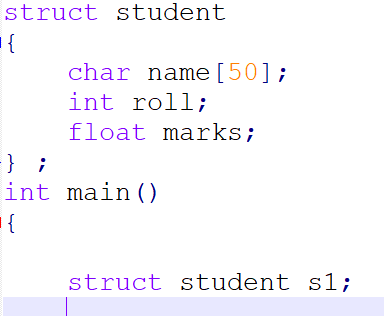 struct student
{
char name[50];
int roll;
float marks;
} ;
int main()
{
struct student s1;